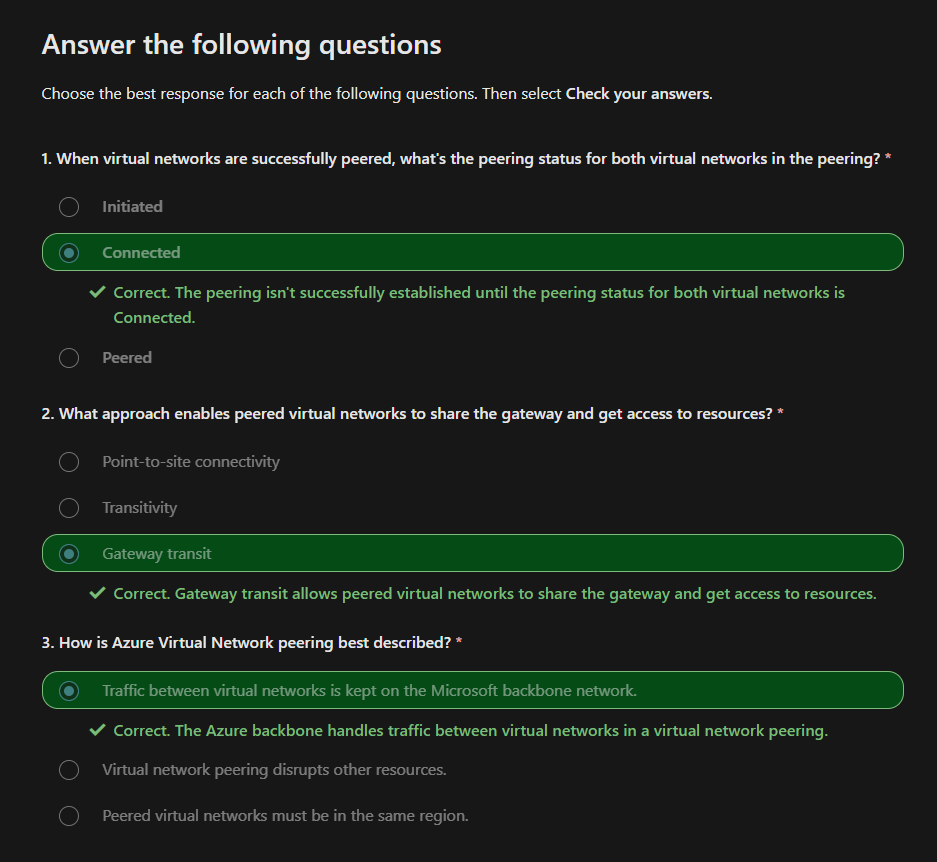 Answer the following questions
Choose the best response for each of the following questions. Then select Check your answers.
1. When virtual networks are successfully peered, what's the peering status for both virtual networks in the peering? *
Initiated
Connected
Correct. The peering isn't successfully established until the peering status for both virtual networks is
Connected.
Peered
2. What approach enables peered virtual networks to share the gateway and get access to resources? *
Point-to-site connectivity
Transitivity
Gateway transit
Correct. Gateway transit allows peered virtual networks to share the gateway and get access to resources.
3. How is Azure Virtual Network peering best described? *
Traffic between virtual networks is kept on the Microsoft backbone network.
Correct. The Azure backbone handles traffic between virtual networks in a virtual network peering.
Virtual network peering disrupts other resources.
Peered virtual networks must be in the same region.